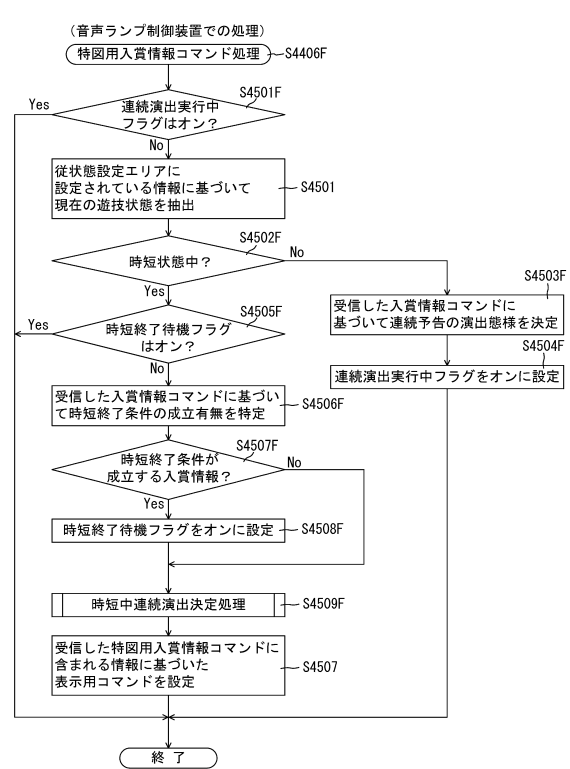 （音声ランプ制御装置での処理）
特図用入賞情報コマンド処理
S4406F
S4501F
Yes
連続演出実行中
フラグはオン？
No
従状態設定エリアに
設定されている情報に基づいて
現在の遊技状態を抽出
S4501
S4502F
時短状態中？
No
Yes
S4503F
受信した入賞情報コマンドに
基づいて連続予告の演出態様を決定
S4504F
連続演出実行中フラグをオンに設定
S4505F
Yes
時短終了待機フラグ
はオン？
No
受信した入賞情報コマンドに基づい
て時短終了条件の成立有無を特定
S4506F
S4507F
時短終了条件が
成立する入賞情報？
No
Yes
時短終了待機フラグをオンに設定
S4508F
時短中連続演出決定処理
S4509F
受信した特図用入賞情報コマンドに
含まれる情報に基づいた
表示用コマンドを設定
S4507
終了